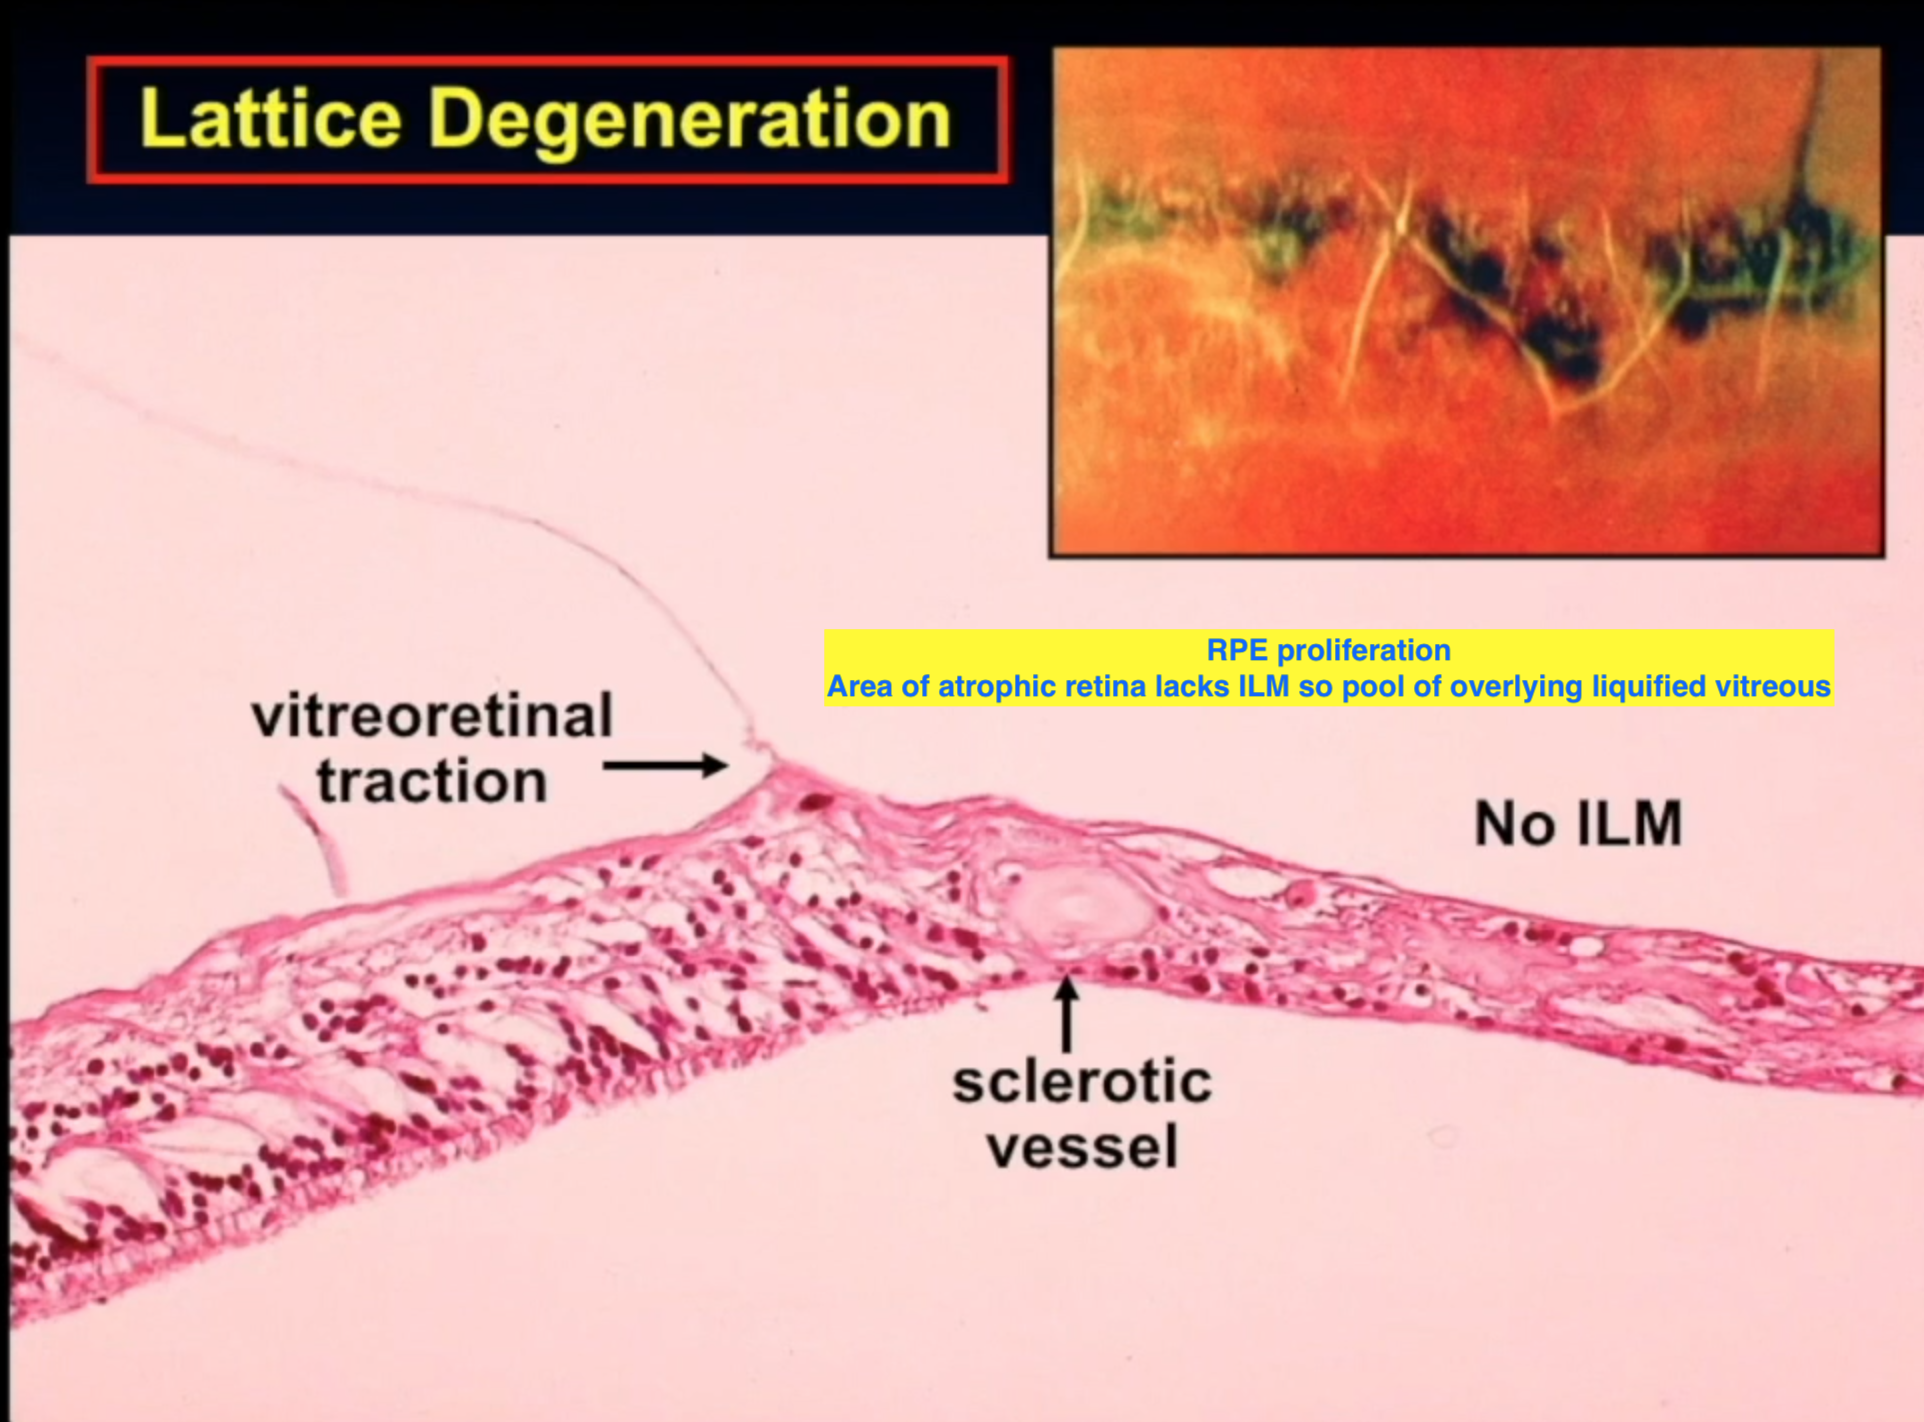 Lattice Degeneration
RPE proliferation
Area of atrophic retina lacks ILM so pool of overlying liquified vitreous
vitreoretinal
traction
No ILM
sclerotic
vessel